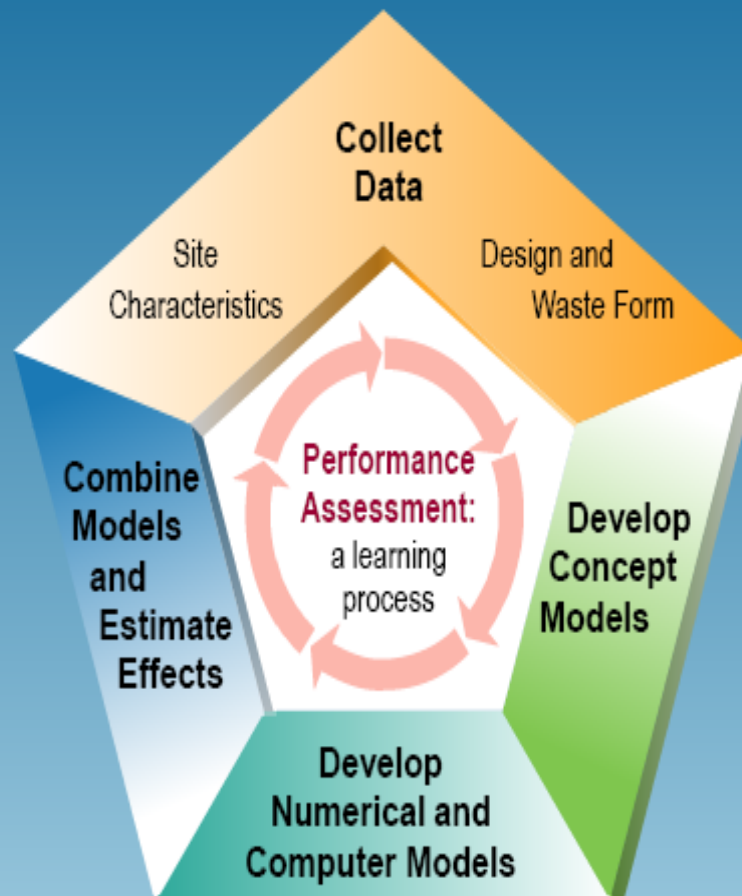 Collect
Data
Site
Characteristics
Design and
Waste Form
Performance
Assessment:
a learning
process
Develop
Concept
Models
Develop
Numerical and
Computer Models
Combine
Models
and
Estimate
Effects